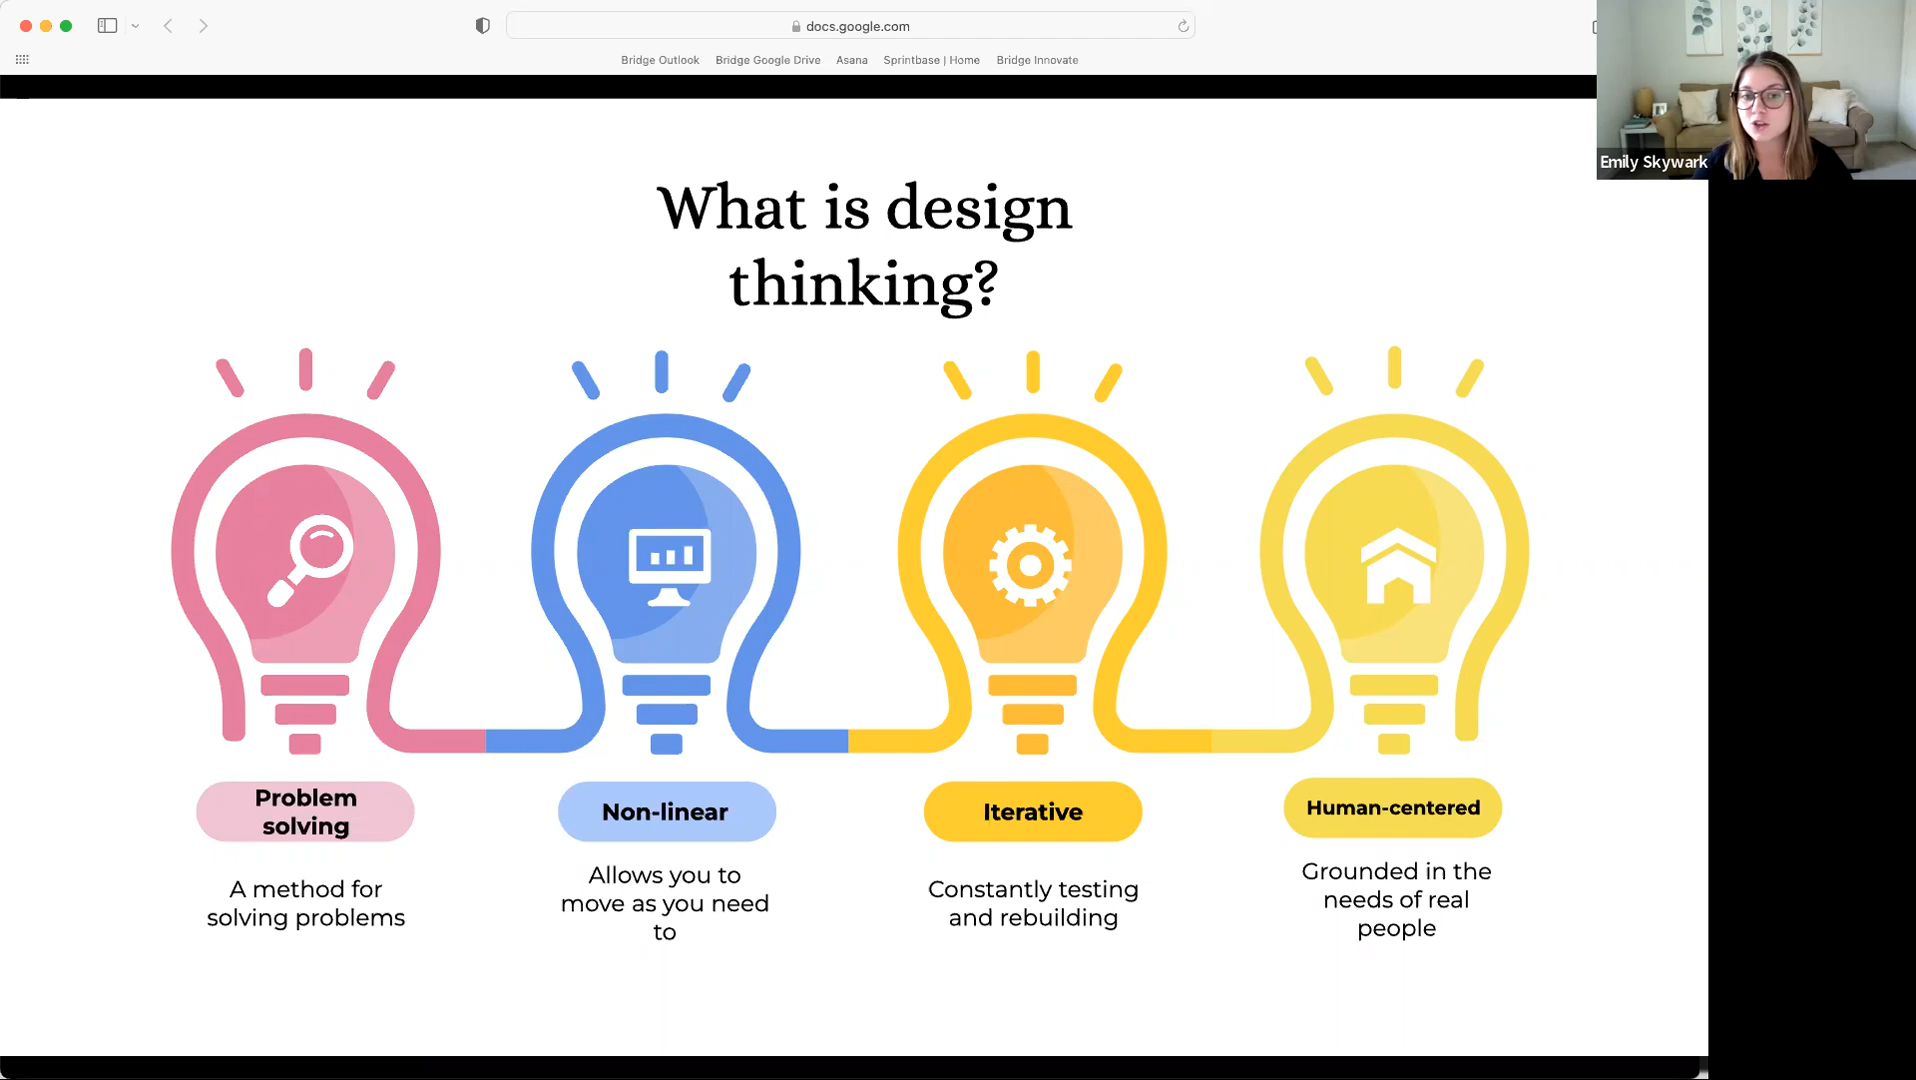 docs.google.com
Bridge Outlook Bridge Google Drive Asana Sprintbase | Home Bridge Innovate
Emily Skywark
What is design
thinking?
Problem
solving
A method for
solving problems
Non-linear
Allows you to
move as you need
to
Iterative
Constantly testing
and rebuilding
Human-centered
Grounded in the
needs of real
people